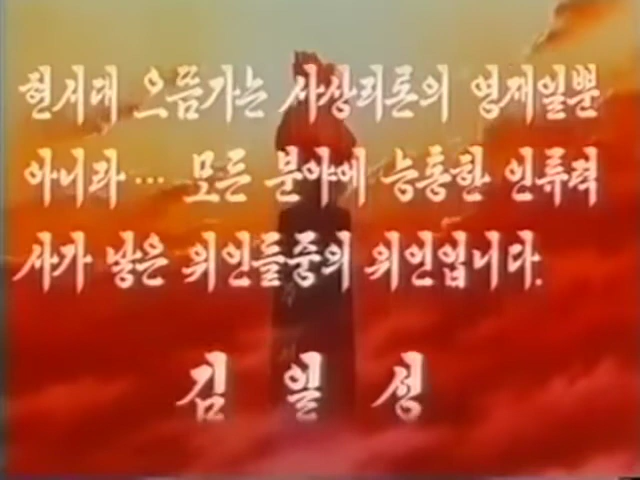 현시대 으뜸가는 사상리론의 영재일뿐
아니라… 모든 분야에 능통한 인류력
사가 낳은 위인들중의 위인입니다.
김일성